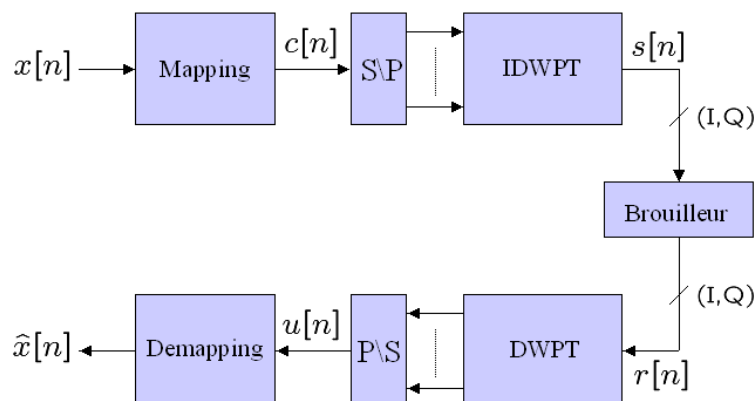 x[n]
Mapping
c[n]
S\P
IDWPT
s[n]
(I,Q)
Brouilleur
(I,Q)
x̂[n]
Demapping
u[n]
P\S
DWPT
r[n]